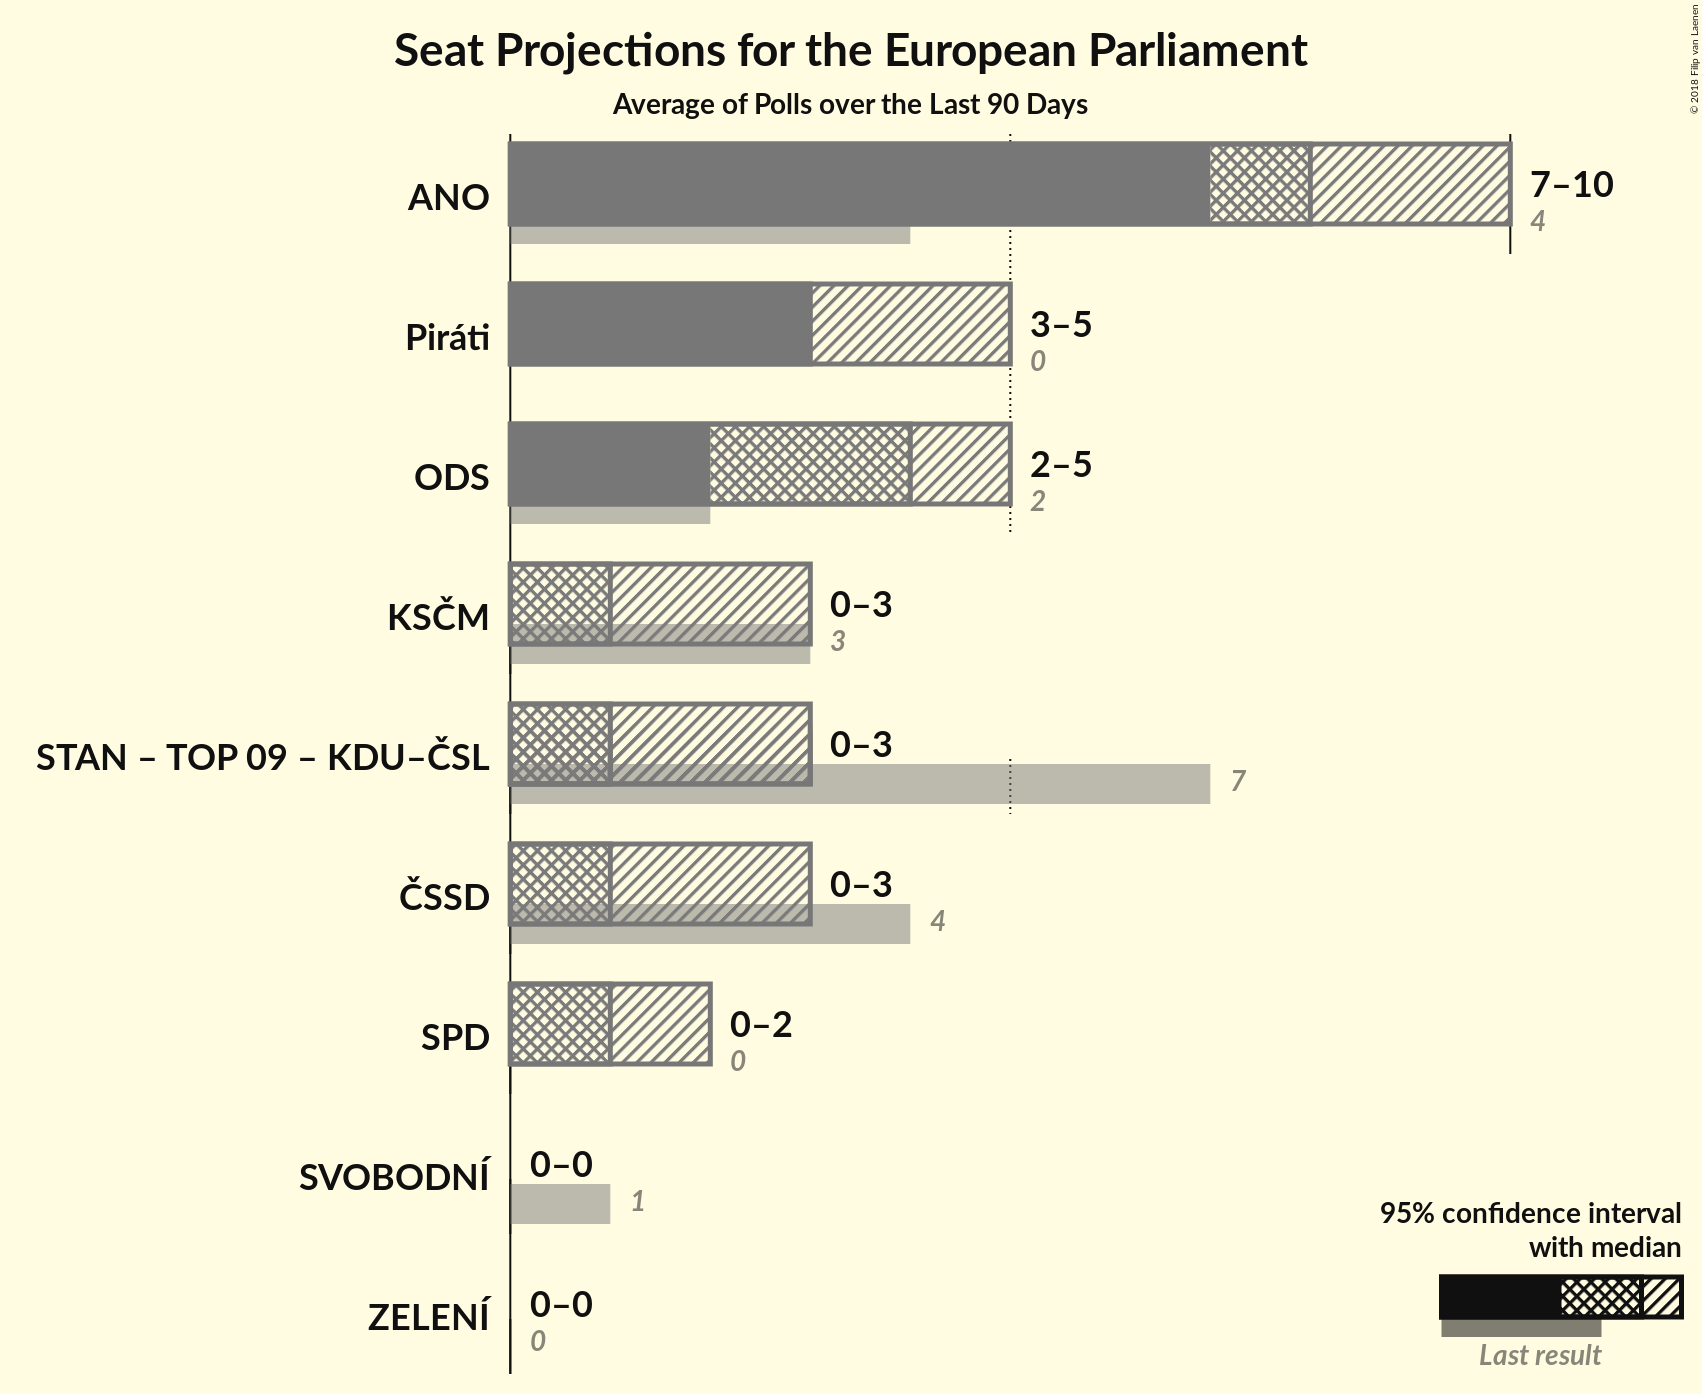 Seat Projections for the European Parliament
Average of Polls over the Last 90 Days
© 2018 Filip van Laenen
ANO
7–10
4
Piráti
3–5
0
ODS
2–5
2
KSČM
0–3
3
STAN – TOP 09 – KDU–ČSL
0–3
7
ČSSD
0–3
4
SPD
0–2
0
SVOBODNÍ
0–0
1
ZELENÍ
0–0
0
95% confidence interval
with median
Last result